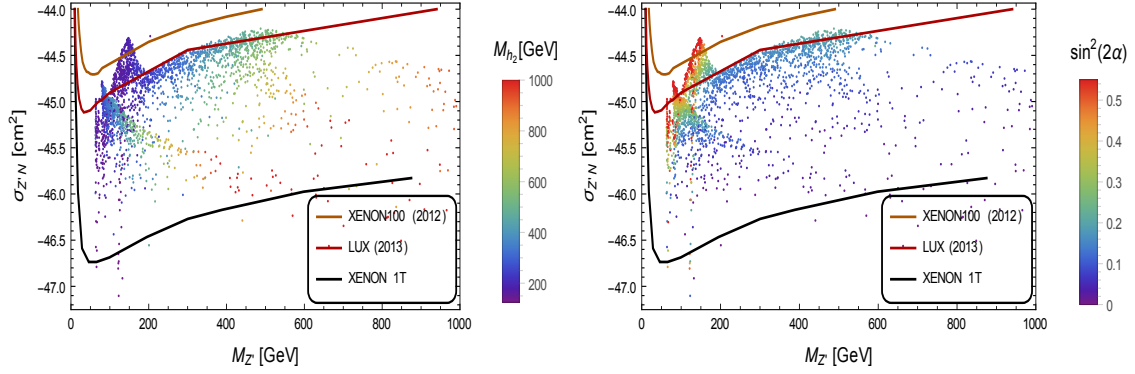 -44.0
-44.5
-45.0
-45.5
-46.0
-46.5
-47.0
σZ' N [cm²]
0 200 400 600 800 1000
MZ' [GeV]
XENON100 (2012)
LUX (2013)
XENON 1T
Mh₂[GeV]
1000
800
600
400
200
-44.0
-44.5
-45.0
-45.5
-46.0
-46.5
-47.0
σZ' N [cm²]
0 200 400 600 800 1000
MZ' [GeV]
XENON100 (2012)
LUX (2013)
XENON 1T
sin²(2α)
0.5
0.4
0.3
0.2
0.1
0